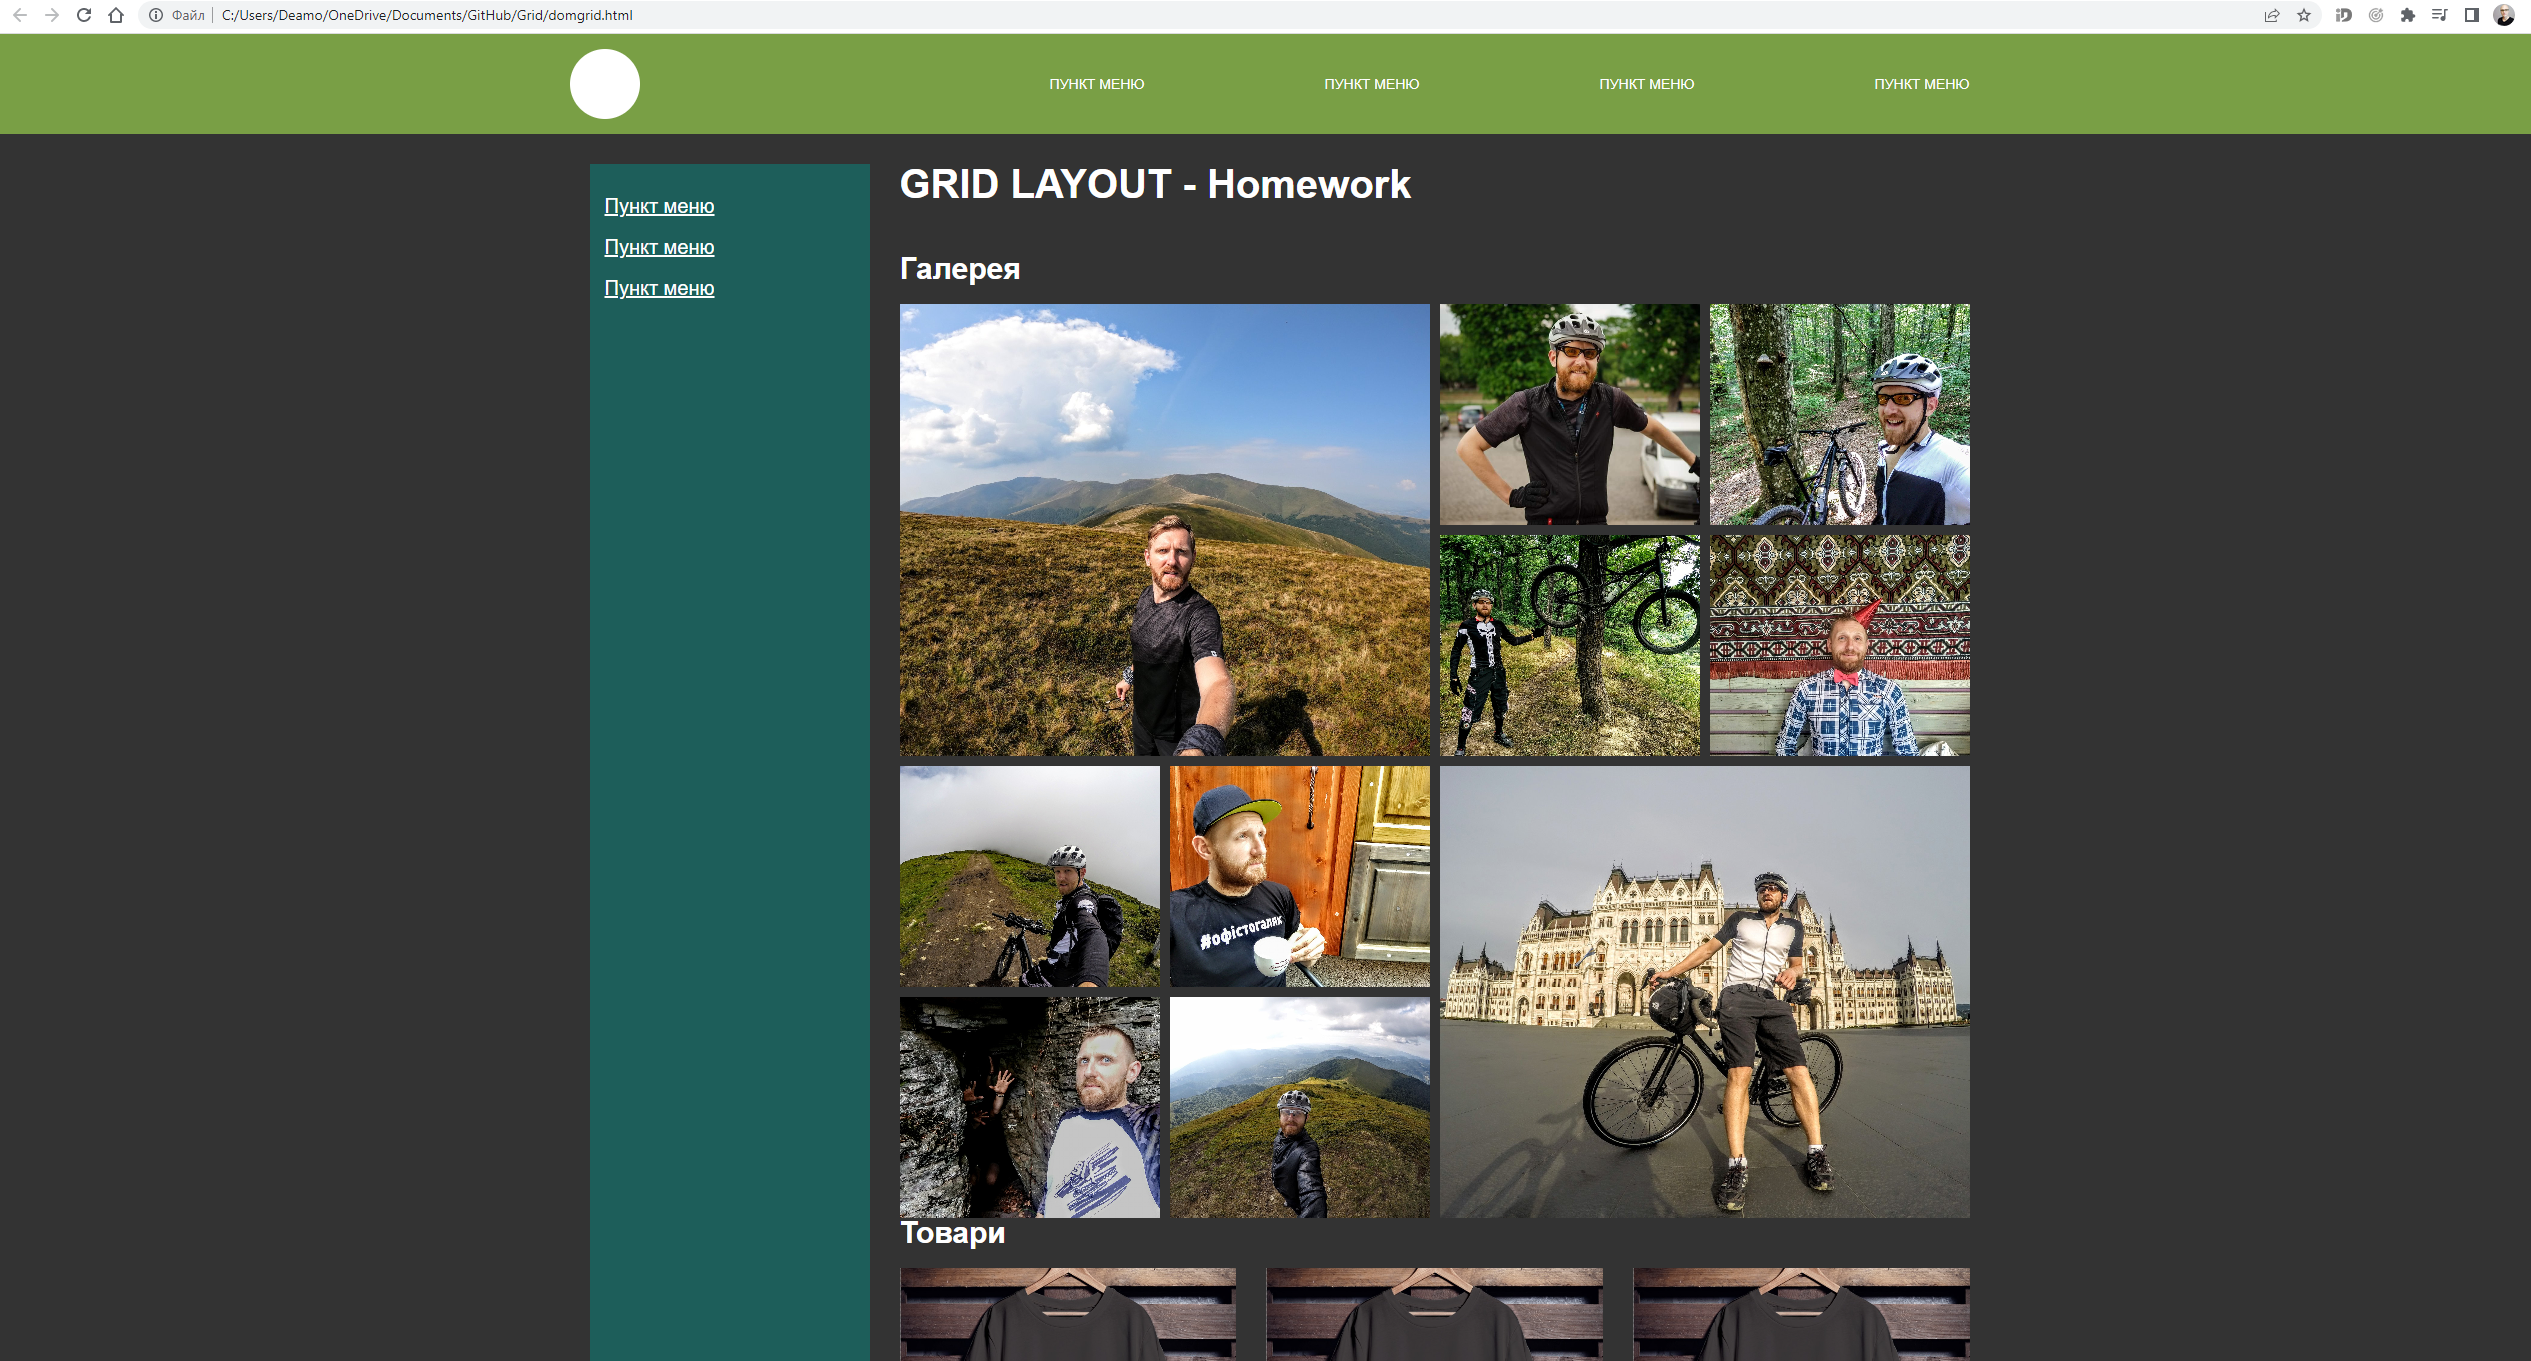 Файл C:/Users/Deamo/OneDrive/Documents/GitHub/Grid/domgrid.html
ПУНКТ МЕНЮ ПУНКТ МЕНЮ ПУНКТ МЕНЮ ПУНКТ МЕНЮ
Пункт меню
Пункт меню
Пункт меню
GRID LAYOUT - Homework
Галерея
#офістогаляк
Товари